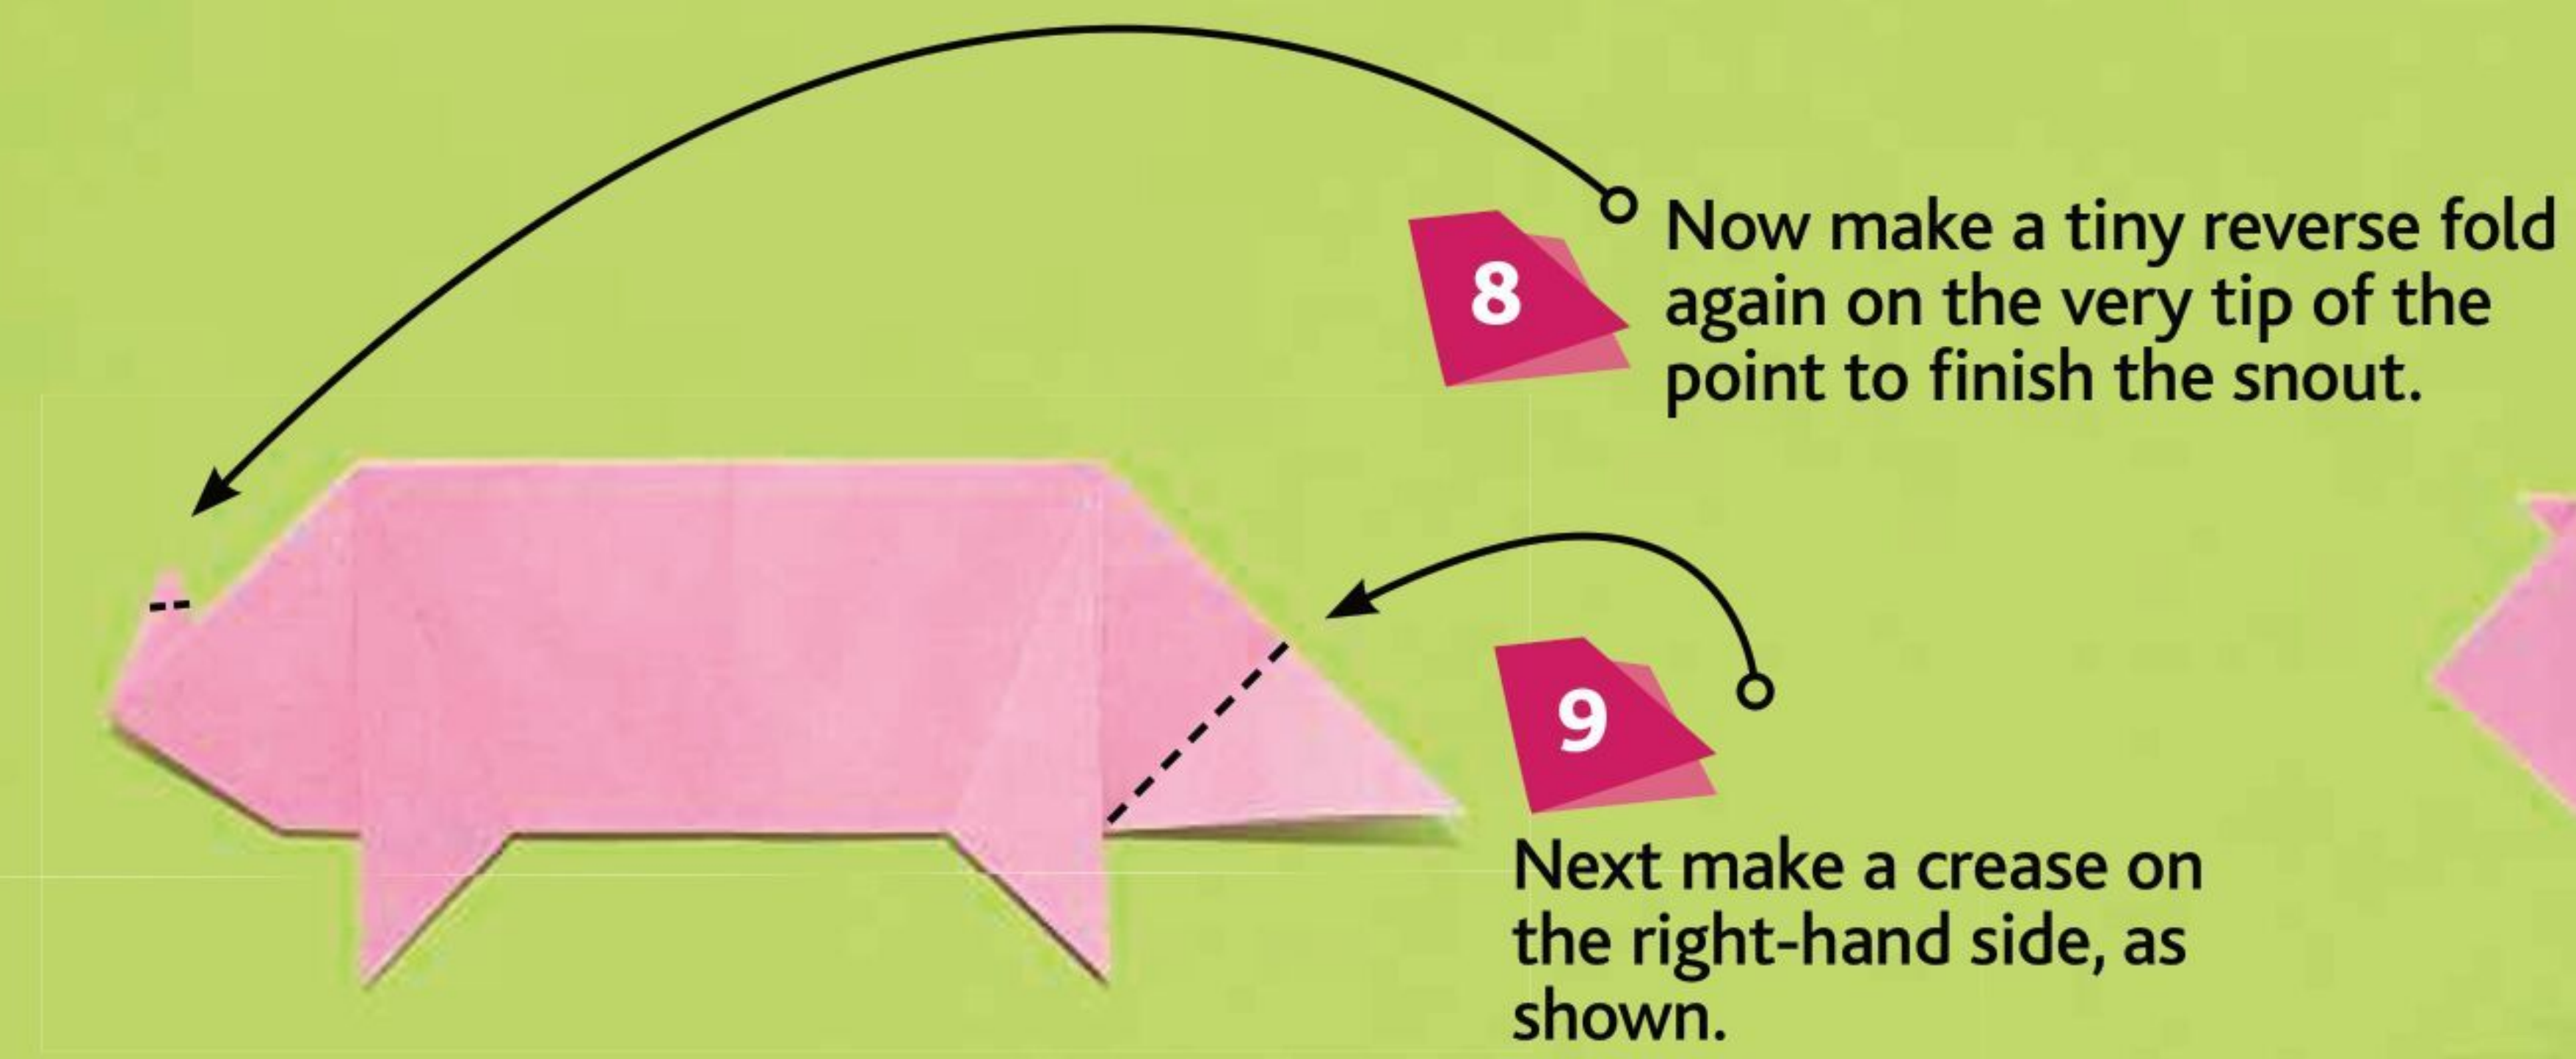 8
Now make a tiny reverse fold
again on the very tip of the
point to finish the snout.
9
Next make a crease on
the right-hand side, as
shown.